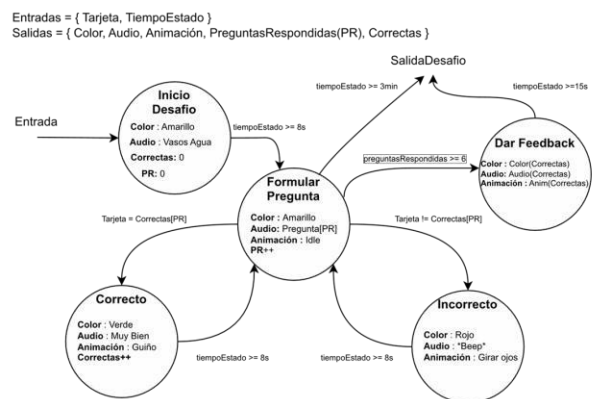 Entradas = { Tarjeta, TiempoEstado }
Salidas = { Color, Audio, Animación, PreguntasRespondidas(PR), Correctas }
SalidaDesafio
tiempoEstado >= 3min
tiempoEstado >=15s
Inicio
Desafio
Color : Amarillo
Audio : Vasos Agua
Correctas: 0
PR: 0
Entrada
tiempoEstado >= 8s
Dar Feedback
Color : Color(Correctas)
Audio: Audio(Correctas)
Animación : Anim(Correctas)
preguntasRespondidas >= 6
Formular
Pregunta
Color : Amarillo
Audio: Pregunta[PR]
Animación : Idle
PR++
Tarjeta = Correctas[PR]
Tarjeta != Correctas[PR]
Correcto
Color : Verde
Audio : Muy Bien
Animación : Guiño
Correctas++
tiempoEstado >= 8s
tiempoEstado >= 8s
Incorrecto
Color : Rojo
Audio : "Beep"
Animación : Girar ojos